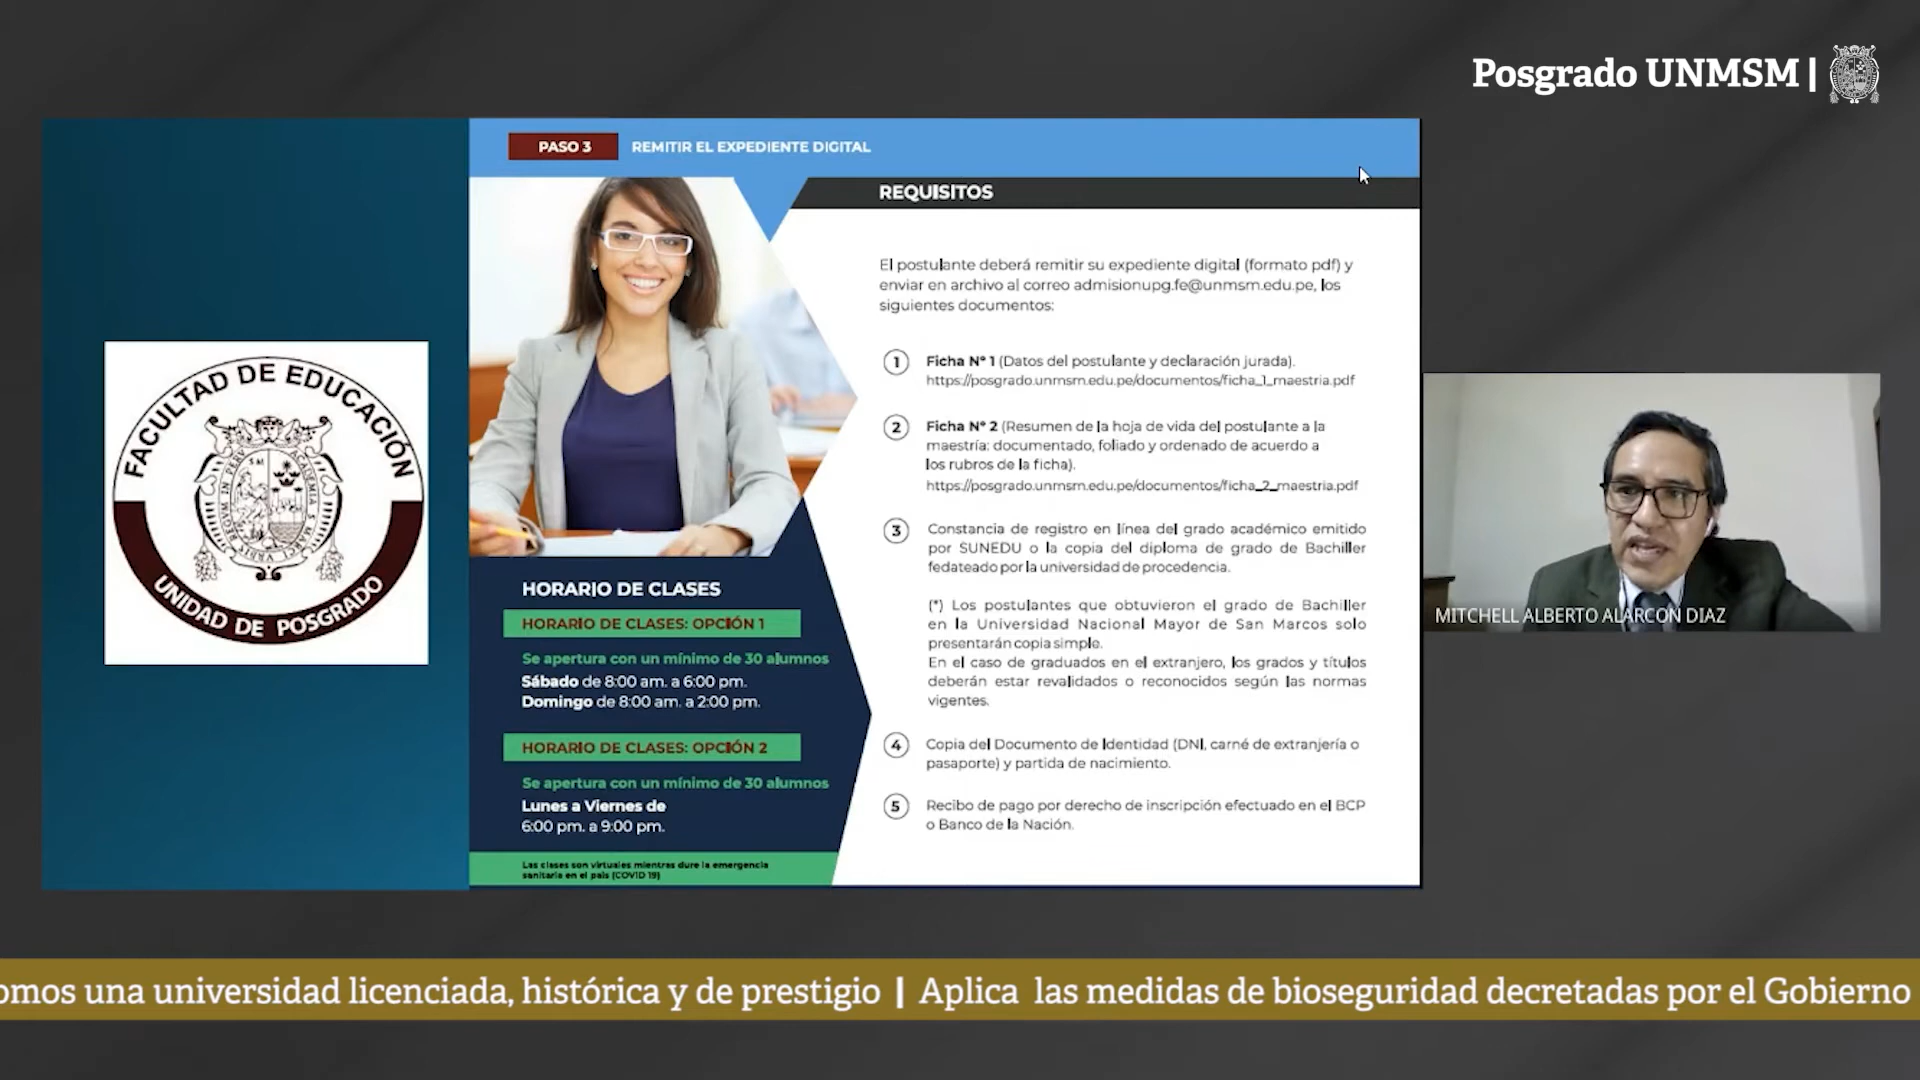 Posgrado UNMSM |
PASO 3 REMITIR EL EXPEDIENTE DIGITAL
REQUISITOS
El postulante deberá remitir su expediente digital (formato pdf) y
enviar en archivo al correo admisionupg.fe@unmsm.edu.pe, los
siguientes documentos:
1 Ficha Nº 1 (Datos del postulante y declaración jurada).
https://posgrado.unmsm.edu.pe/documentos/ficha_1_maestria.pdf
2 Ficha Nº 2 (Resumen de la hoja de vida del postulante a la
maestría: documentado, foliado y ordenado de acuerdo a
los rubros de la ficha).
https://posgrado.unmsm.edu.pe/documentos/ficha_2_maestria.pdf
3 Constancia de registro en línea del grado académico emitido
por SUNEDU o la copia del diploma de grado de Bachiller
fedateado por la universidad de procedencia.
(*) Los postulantes que obtuvieron el grado de Bachiller
en la Universidad Nacional Mayor de San Marcos solo
presentarán copia simple.
En el caso de graduados en el extranjero, los grados y títulos
deberán estar revalidados o reconocidos según las normas
vigentes.
4 Copia del Documento de Identidad (DNI, carné de extranjería o
pasaporte) y partida de nacimiento.
5 Recibo de pago por derecho de inscripción efectuado en el BCP
o Banco de la Nación.
HORARIO DE CLASES
HORARIO DE CLASES: OPCIÓN 1
Se apertura con un mínimo de 30 alumnos
Sábado de 8:00 am. a 6:00 pm.
Domingo de 8:00 am. a 2:00 pm.
HORARIO DE CLASES: OPCIÓN 2
Se apertura con un mínimo de 30 alumnos
Lunes a Viernes de
6:00 pm. a 9:00 pm.
Las clases son virtuales mientras dure la emergencia
sanitaria en el país (COVID 19)
FACULTAD DE EDUCACIÓN
UNIDAD DE POSGRADO
MITCHELL ALBERTO ALARCON DIAZ
omos una universidad licenciada, histórica y de prestigio | Aplica las medidas de bioseguridad decretadas por el Gobierno